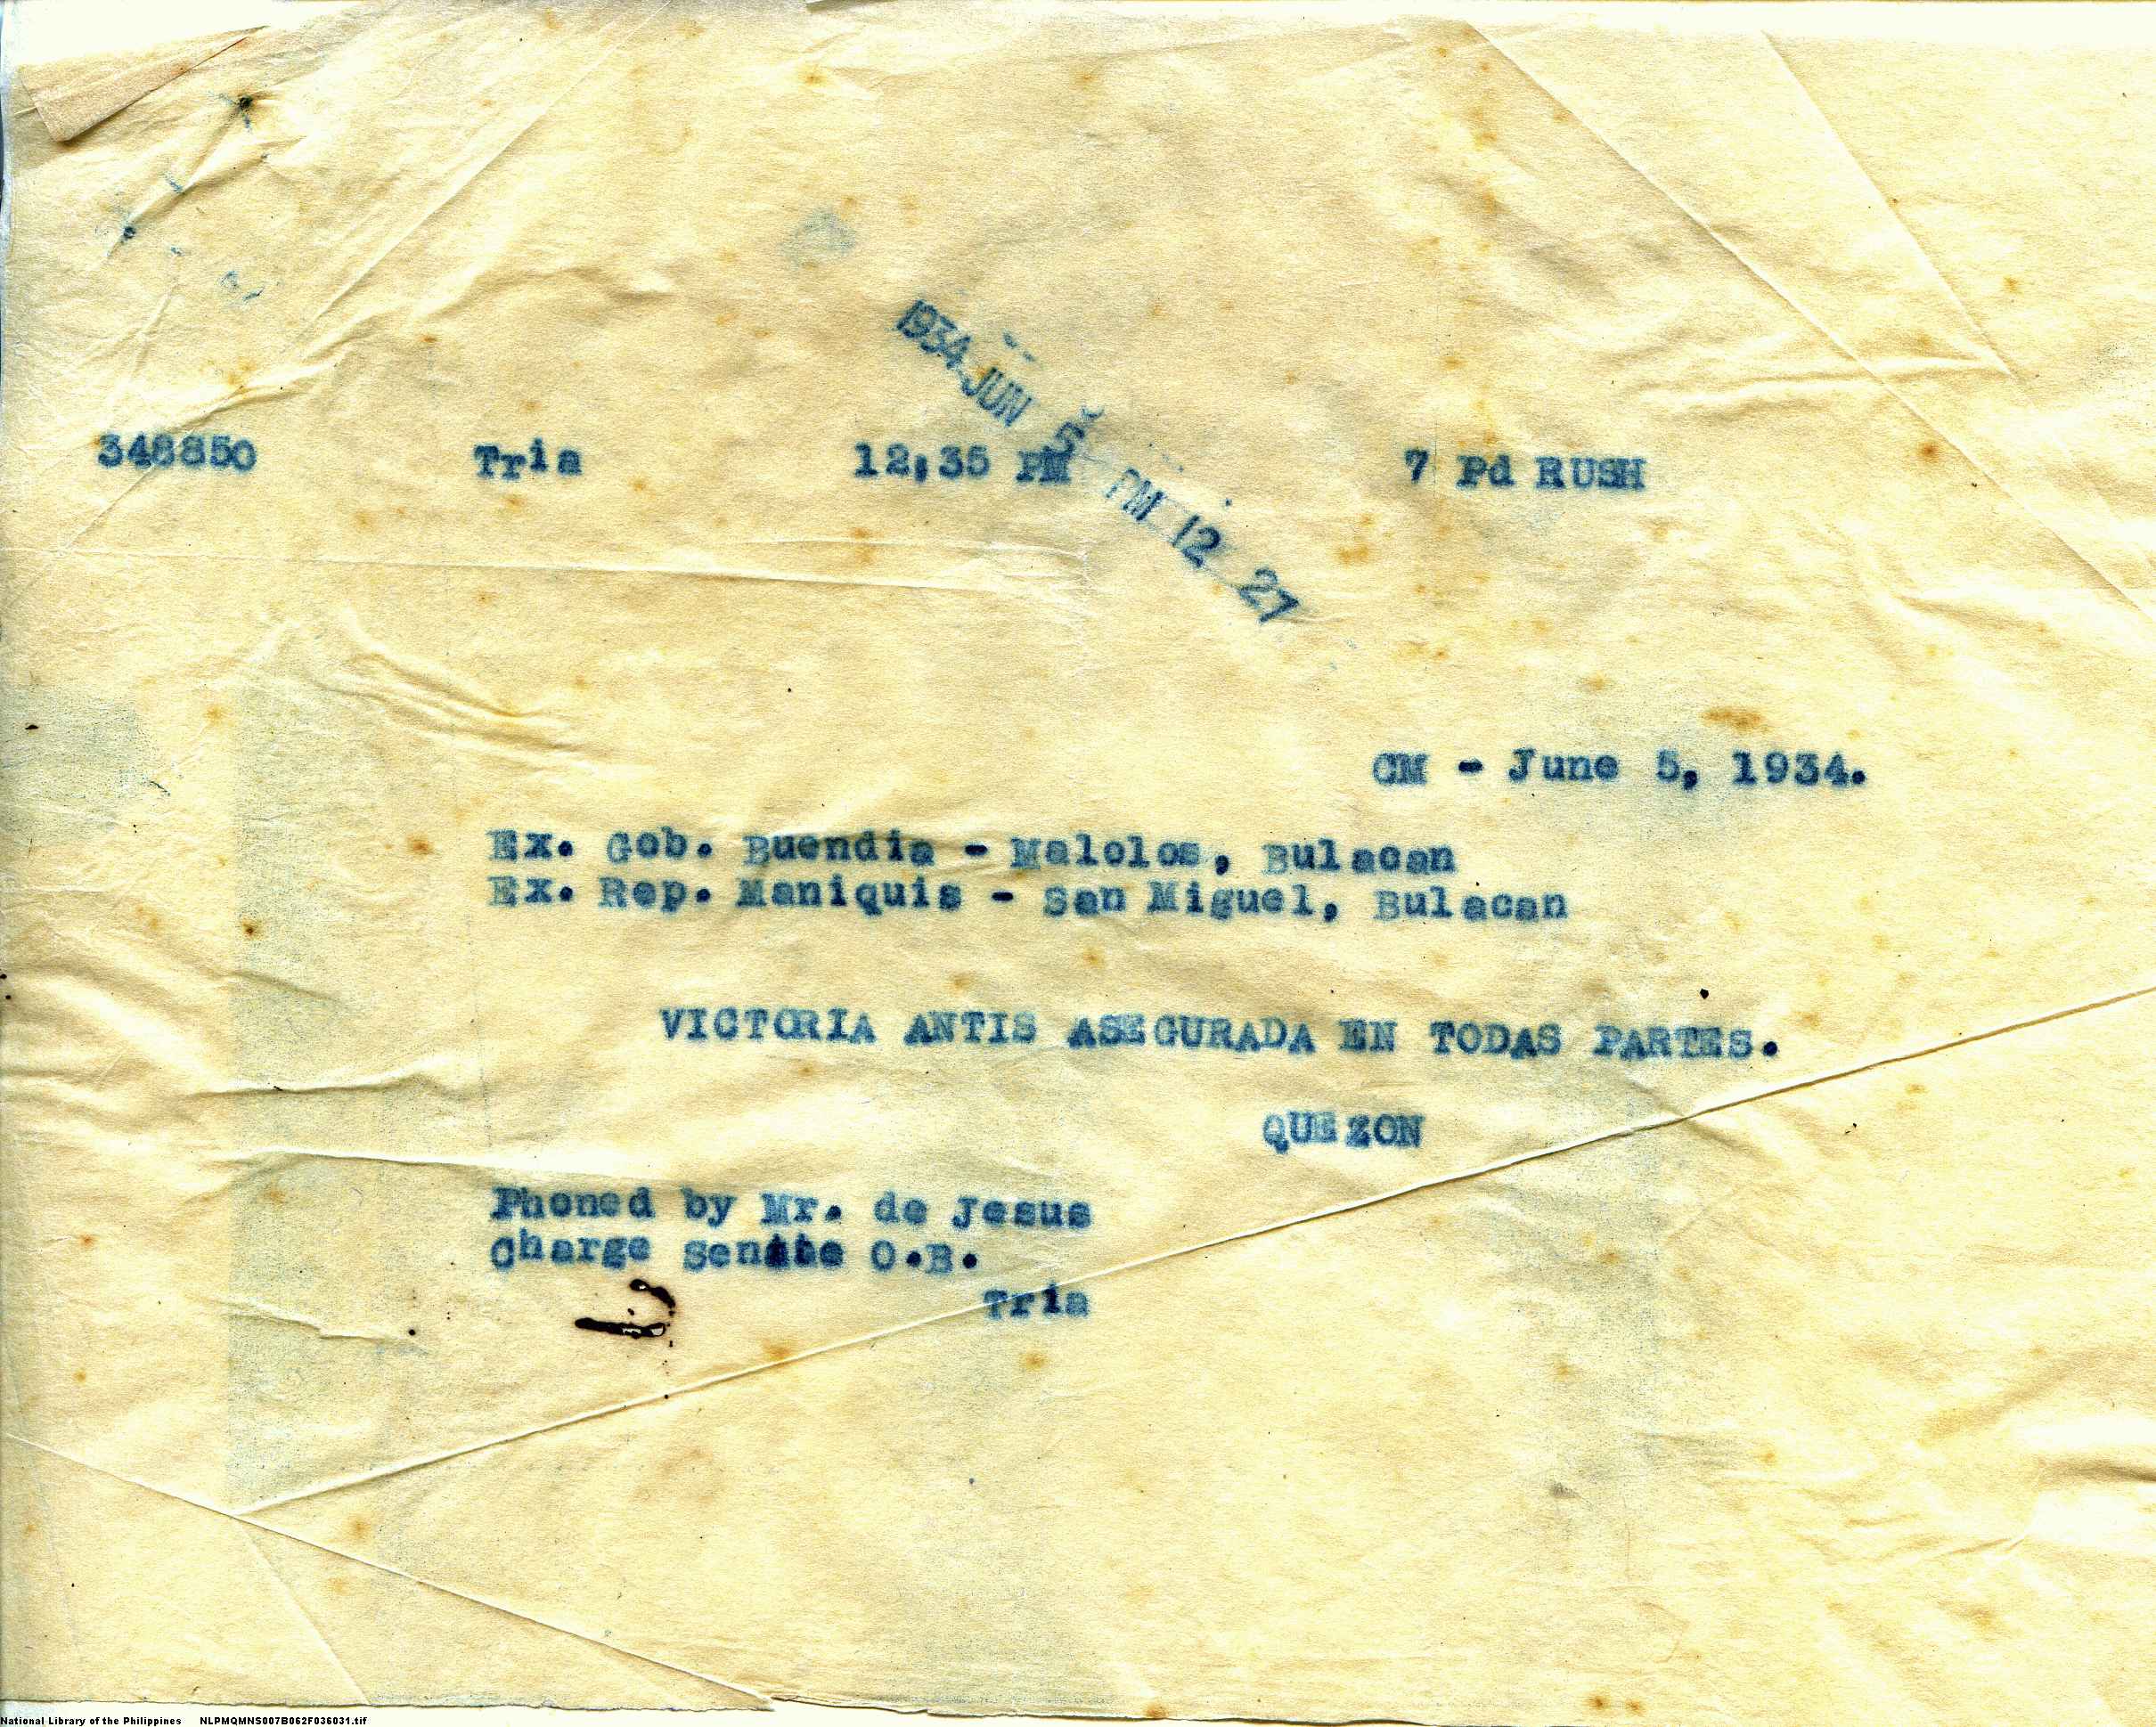 1934 JUN 5 PM 12 27
348850 Tria 12;35 PM 7 Pd RUSH
CM - June 5, 1934.
Ex. Gob. Buendia - Malolos, Bulacan
Ex. Rep. Maniquis - San Miguel, Bulacan
VICTORIA ANTIS ASEGURADA EN TODAS PARTES.
QUEZON
Phoned by Mr. de Jesus
Charge Senate O.B.
Tria
National Library of the Philippines NLPMQMNS007B062F036031.tif